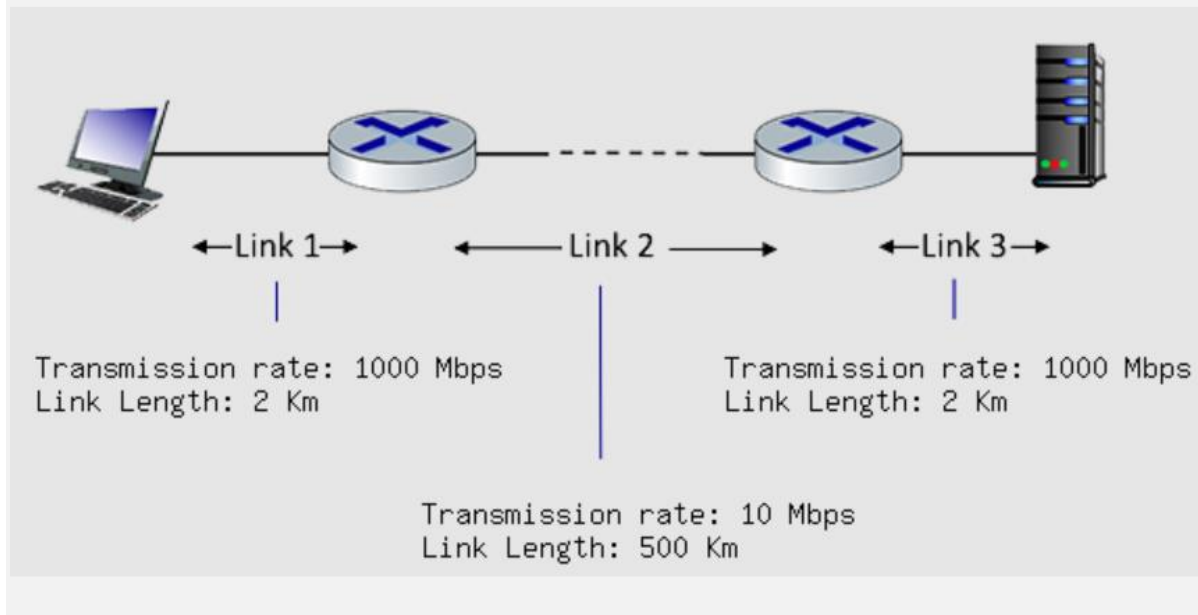 Link 1
Link 2
Link 3
Transmission rate: 1000 Mbps
Link Length: 2 Km
Transmission rate: 1000 Mbps
Link Length: 2 Km
Transmission rate: 10 Mbps
Link Length: 500 Km